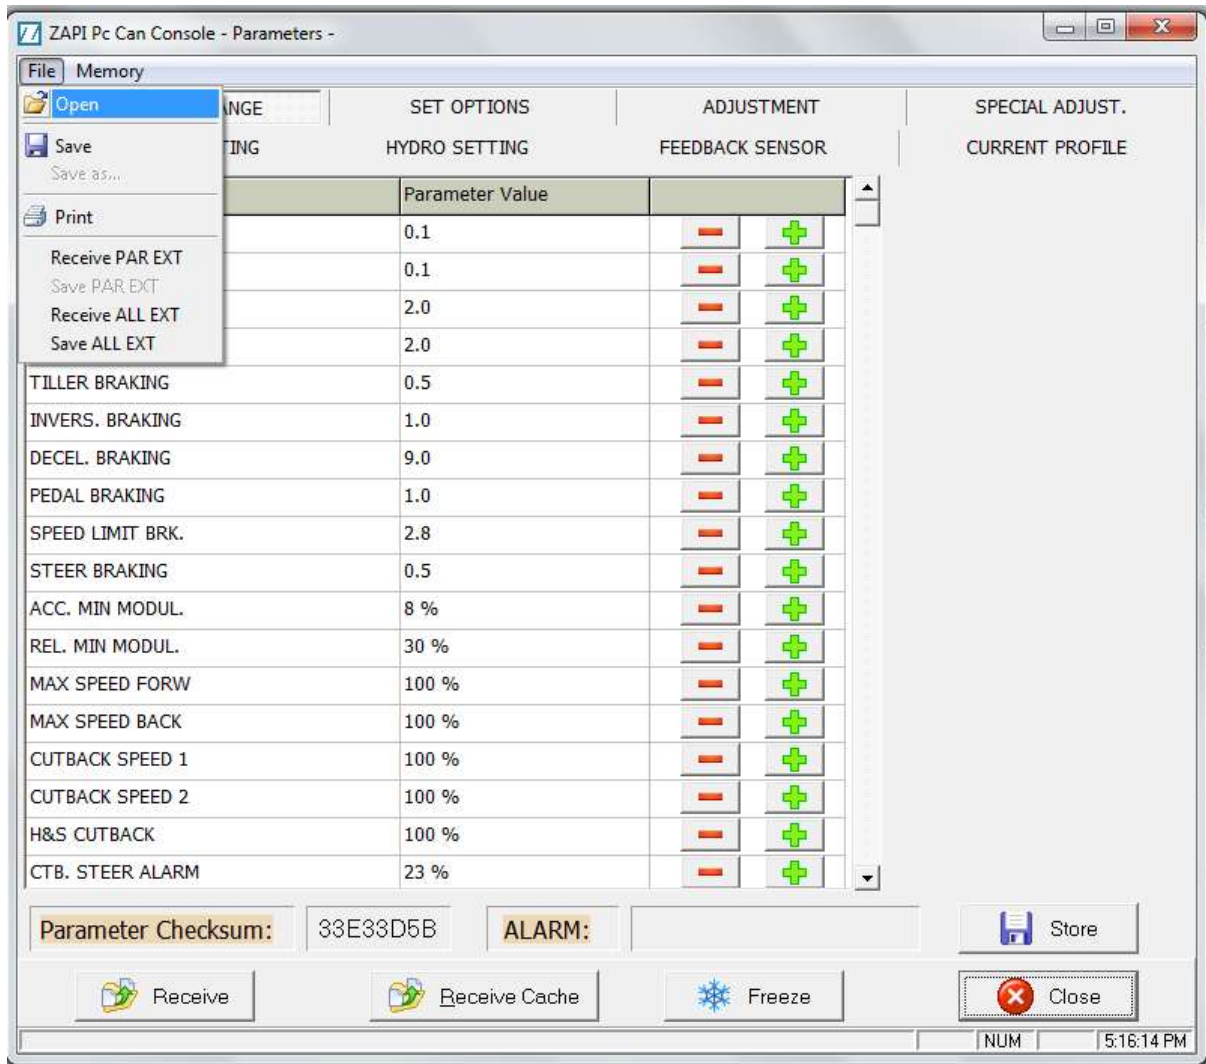 ZAPI Pc Can Console - Parameters -
File Memory
Open
Save
Save as...
Print
Receive PAR EXT
Save PAR EXT
Receive ALL EXT
Save ALL EXT
ANGE SET OPTIONS ADJUSTMENT SPECIAL ADJUST.
TING HYDRO SETTING FEEDBACK SENSOR CURRENT PROFILE
Parameter Value
0.1
0.1
2.0
2.0
TILLER BRAKING 0.5
INVERS. BRAKING 1.0
DECEL. BRAKING 9.0
PEDAL BRAKING 1.0
SPEED LIMIT BRK. 2.8
STEER BRAKING 0.5
ACC. MIN MODUL. 8 %
REL. MIN MODUL. 30 %
MAX SPEED FORW 100 %
MAX SPEED BACK 100 %
CUTBACK SPEED 1 100 %
CUTBACK SPEED 2 100 %
H&S CUTBACK 100 %
CTB. STEER ALARM 23 %
Parameter Checksum: 33E33D5B ALARM: Store
Receive Receive Cache Freeze Close
NUM 5:16:14 PM